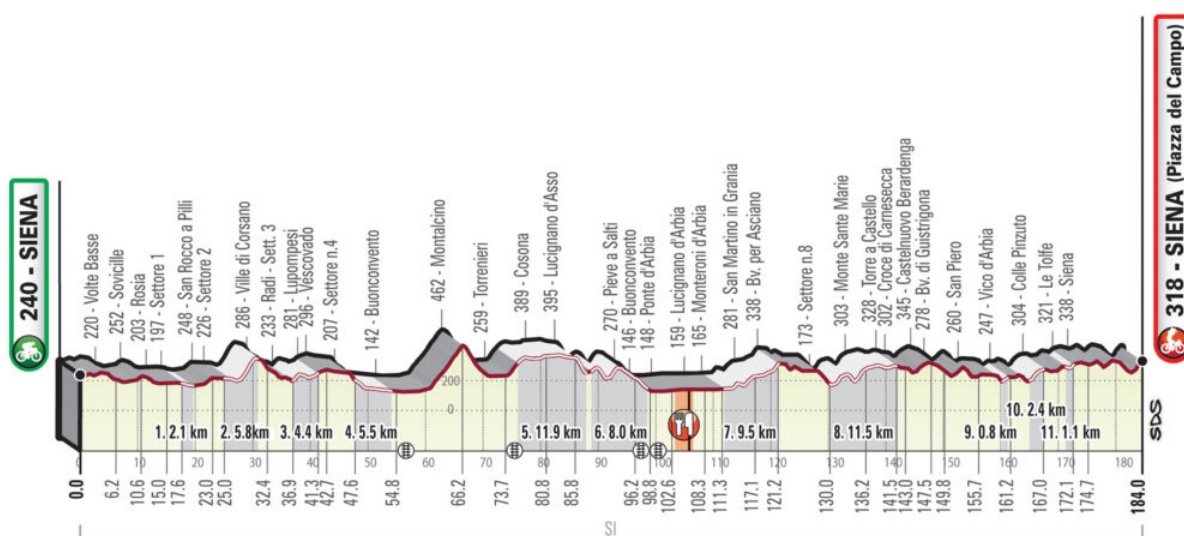 240 - SIENA
220 - Volte Basse
252 - Sovicille
203 - Rosia
197 - Settore 1
248 - San Rocco a Pilli
226 - Settore 2
286 - Ville di Corsano
233 - Radi - Sett. 3
281 - Lupompesi
296 - Vescovado
207 - Settore n.4
142 - Buonconvento
462 - Montalcino
259 - Torrenieri
389 - Cosona
395 - Lucignano d'Asso
270 - Pieve a Salti
146 - Buonconvento
148 - Ponte d'Arbia
159 - Lucignano d'Arbia
165 - Monteroni d'Arbia
281 - San Martino in Grania
338 - Bv. per Asciano
173 - Settore n.8
303 - Monte Sante Marie
328 - Torre a Castello
302 - Croce di Carnesecca
345 - Castelnuovo Berardenga
278 - Bv. di Guistrigona
260 - San Piero
247 - Vico d'Arbia
304 - Colle Pinzuto
321 - Le Tolfe
338 - Siena
318 - SIENA (Piazza del Campo)
200
0
1. 2.1 km
2. 5.8km
3. 4.4 km
4. 5.5 km
5. 11.9 km
6. 8.0 km
7. 9.5 km
8. 11.5 km
9. 0.8 km
10. 2.4 km
11. 1.1 km
SDS
0 10 20 30 40 50 60 70 80 90 100 110 120 130 140 150 160 170 180
0.0 6.2 10.6 15.0 17.6 23.0 25.0 32.4 36.9 41.3 42.7 47.6 54.8 66.2 73.7 80.8 85.8 96.2 98.8 102.6 108.3 111.3 117.1 121.2 130.0 136.2 141.5 143.0 147.5 149.8 155.7 161.2 167.0 172.1 174.7 184.0
SI